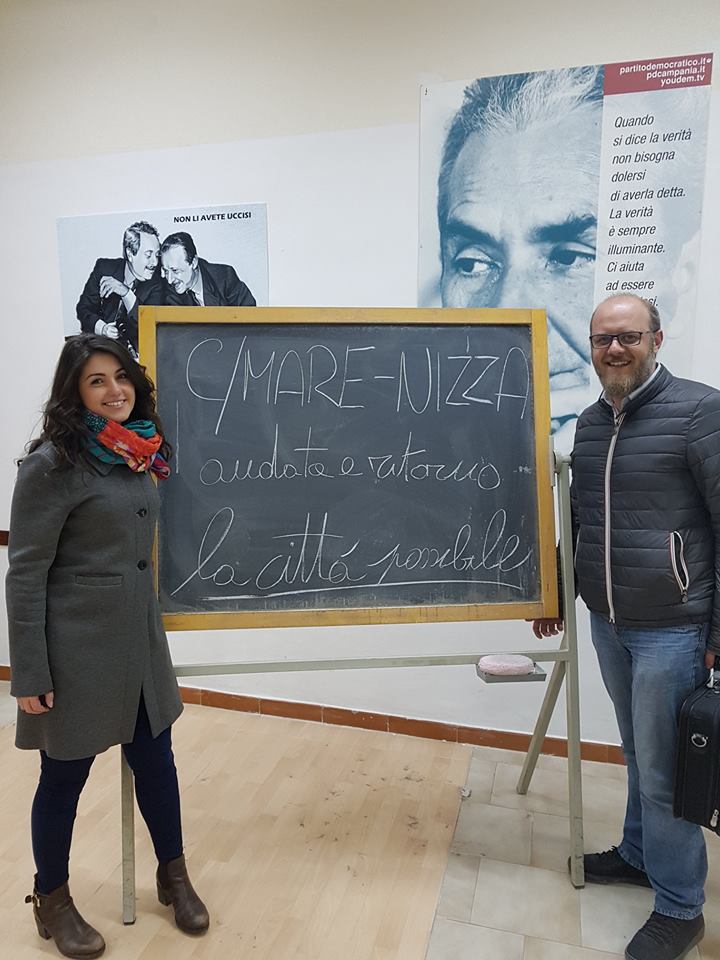 partitodemocratico.it
pdcampania.it
youdem.tv
Quando
si dice la verità
non bisogna
dolersi
di averla detta.
La verità
è sempre
illuminante.
Ci aiuta
ad essere
NON LI AVETE UCCISI
C/MARE-NIZZA
andata e ritorno
la cittá possibile